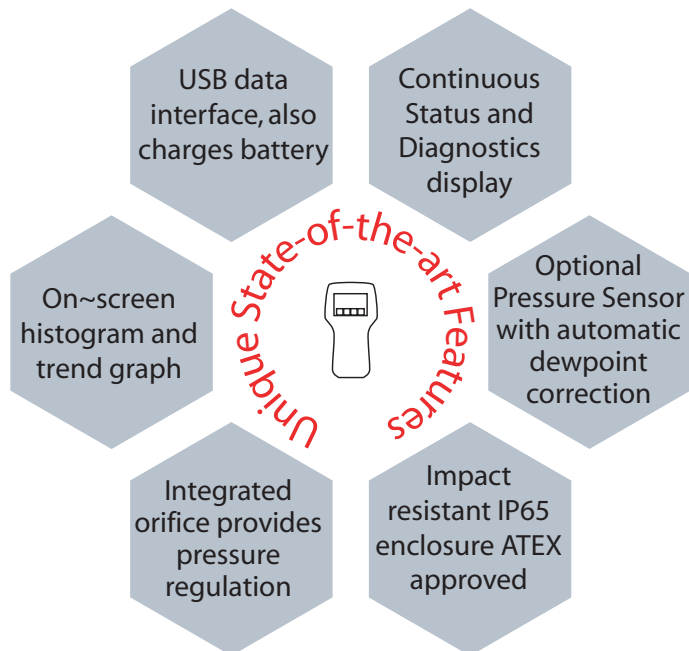 USB data
interface, also
charges battery
Continuous
Status and
Diagnostics
display
Unique State-of-the-art Features
On~screen
histogram and
trend graph
Optional
Pressure Sensor
with automatic
dewpoint
correction
Integrated
orifice provides
pressure
regulation
Impact
resistant IP65
enclosure ATEX
approved